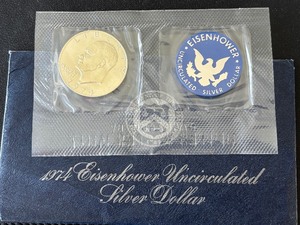 EISENHOWER
UNCIRCULATED SILVER DOLLAR
1974 Eisenhower Uncirculated
Silver Dollar